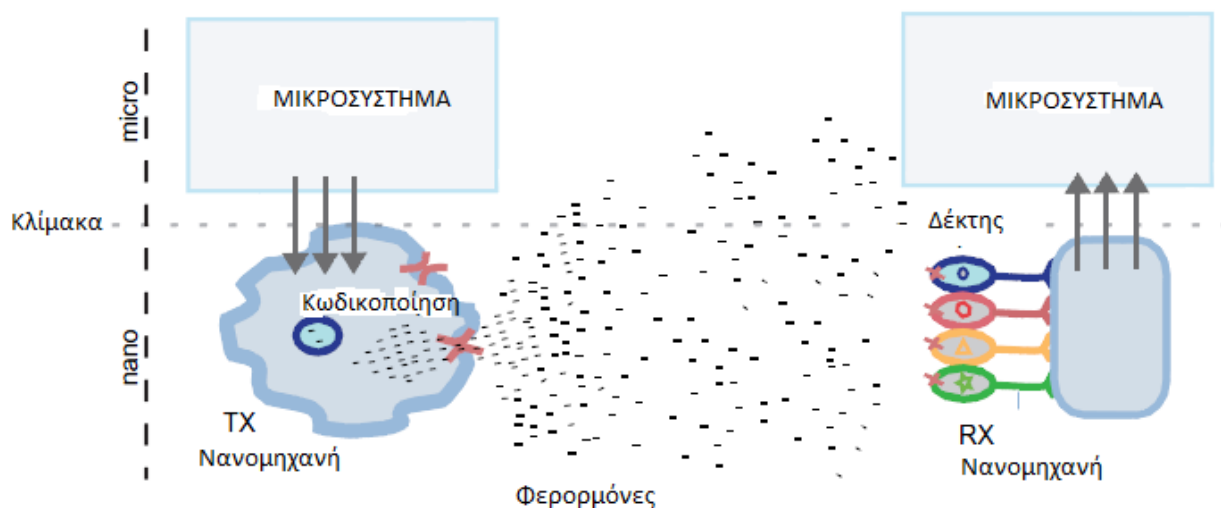 micro
ΜΙΚΡΟΣΥΣΤΗΜΑ
ΜΙΚΡΟΣΥΣΤΗΜΑ
Κλίμακα
Δέκτης
nano
Κωδικοποίηση
TX
Νανομηχανή
RX
Νανομηχανή
Φερορμόνες